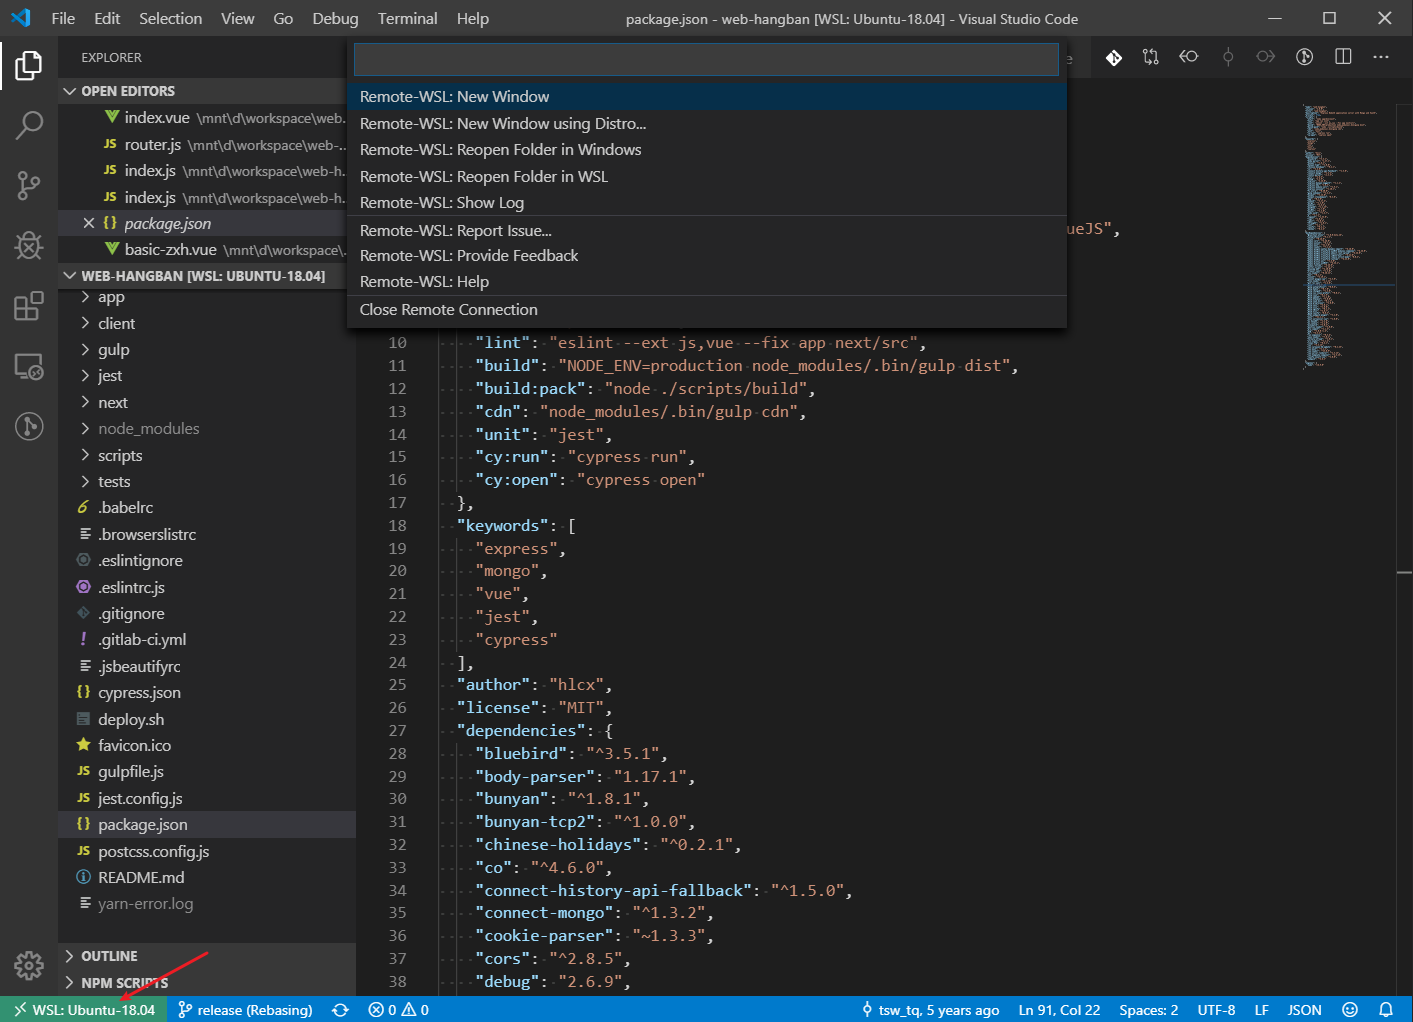 File Edit Selection View Go Debug Terminal Help
package.json - web-hangban [WSL: Ubuntu-18.04] - Visual Studio Code
EXPLORER
OPEN EDITORS
index.vue \mnt\d\workspace\web...
JS router.js \mnt\d\workspace\web-...
JS index.js \mnt\d\workspace\web-h...
JS index.js \mnt\d\workspace\web-h...
{} package.json
basic-zxh.vue \mnt\d\workspace\...
WEB-HANGBAN [WSL: UBUNTU-18.04]
app
client
gulp
jest
next
node_modules
scripts
tests
.babelrc
.browserslistrc
.eslintignore
.eslintrc.js
.gitignore
! .gitlab-ci.yml
.jsbeautifyrc
{} cypress.json
deploy.sh
favicon.ico
JS gulpfile.js
JS jest.config.js
{} package.json
JS postcss.config.js
README.md
yarn-error.log
OUTLINE
NPM SCRIPTS
Remote-WSL: New Window
Remote-WSL: New Window using Distro...
Remote-WSL: Reopen Folder in Windows
Remote-WSL: Reopen Folder in WSL
Remote-WSL: Show Log
Remote-WSL: Report Issue...
Remote-WSL: Provide Feedback
Remote-WSL: Help
Close Remote Connection
ueJS",
10 "lint": "eslint --ext js,vue --fix app next/src",
11 "build": "NODE_ENV=production node_modules/.bin/gulp dist",
12 "build:pack": "node ./scripts/build",
13 "cdn": "node_modules/.bin/gulp cdn",
14 "unit": "jest",
15 "cy:run": "cypress run",
16 "cy:open": "cypress open"
17 },
18 "keywords": [
19 "express",
20 "mongo",
21 "vue",
22 "jest",
23 "cypress"
24 ],
25 "author": "hlcx",
26 "license": "MIT",
27 "dependencies": {
28 "bluebird": "^3.5.1",
29 "body-parser": "1.17.1",
30 "bunyan": "^1.8.1",
31 "bunyan-tcp2": "^1.0.0",
32 "chinese-holidays": "^0.2.1",
33 "co": "^4.6.0",
34 "connect-history-api-fallback": "^1.5.0",
35 "connect-mongo": "^1.3.2",
36 "cookie-parser": "~1.3.3",
37 "cors": "^2.8.5",
38 "debug": "2.6.9",
WSL: Ubuntu-18.04 release (Rebasing) 0 0 tsw_tq, 5 years ago Ln 91, Col 22 Spaces: 2 UTF-8 LF JSON